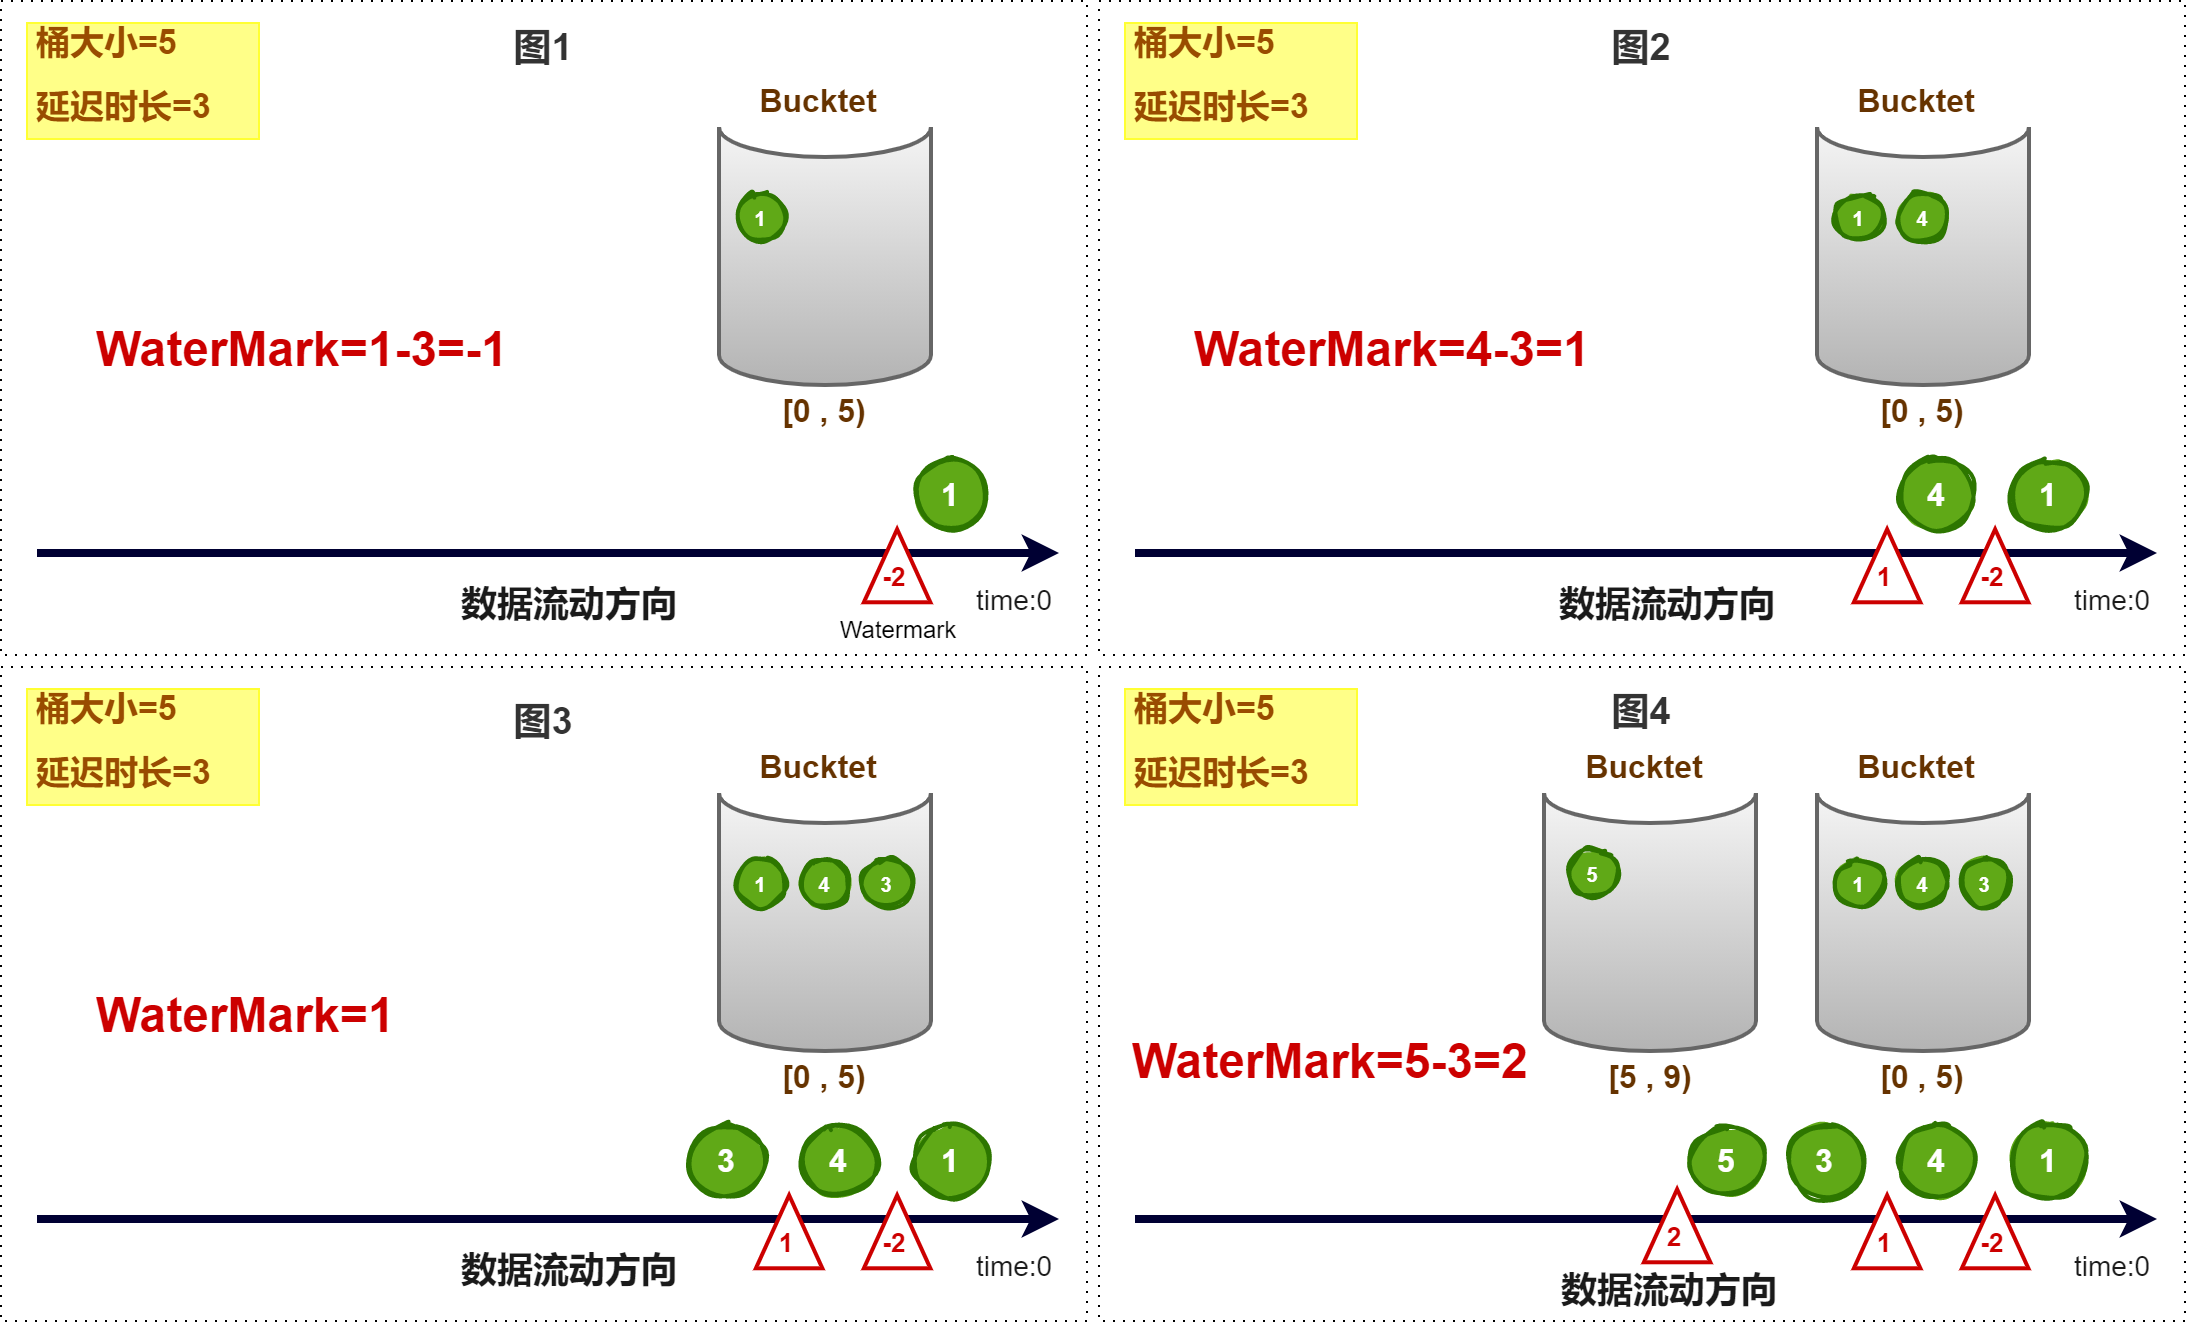 桶大小=5
延迟时长=3
图1
Bucktet
1
WaterMark=1-3=-1
[0 , 5)
1
-2
数据流动方向
time:0
Watermark
桶大小=5
延迟时长=3
图2
Bucktet
1 4
WaterMark=4-3=1
[0 , 5)
4 1
1 -2
数据流动方向
time:0
桶大小=5
延迟时长=3
图3
Bucktet
1 4 3
WaterMark=1
[0 , 5)
3 4 1
1 -2
数据流动方向
time:0
桶大小=5
延迟时长=3
图4
Bucktet Bucktet
5 1 4 3
WaterMark=5-3=2
[5 , 9) [0 , 5)
5 3 4 1
2 1 -2
数据流动方向
time:0